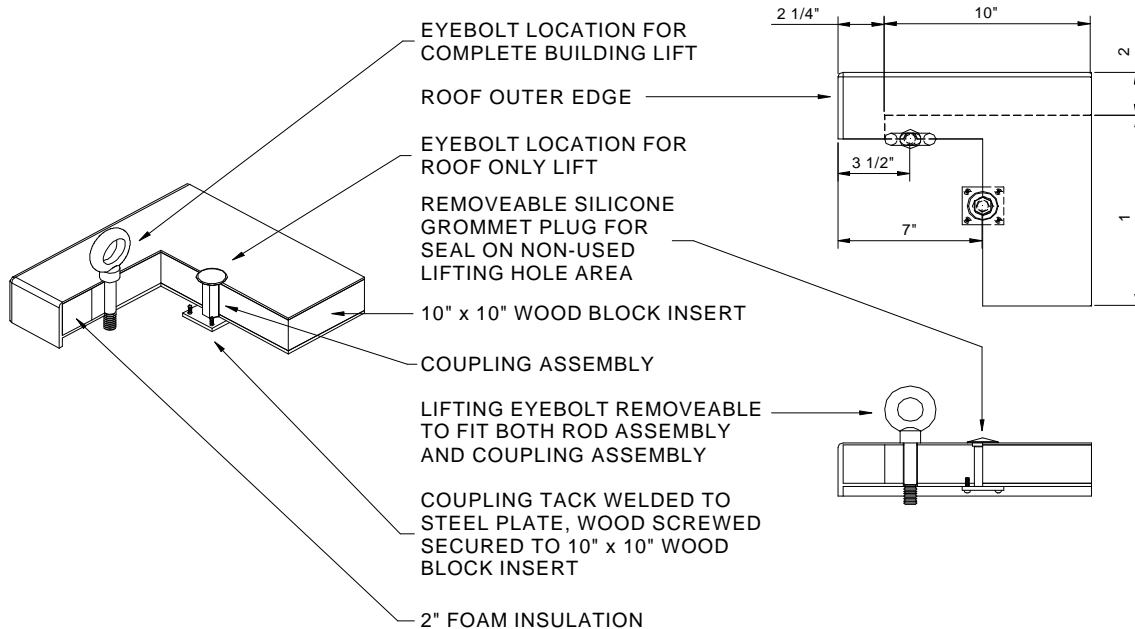 EYEBOLT LOCATION FOR
COMPLETE BUILDING LIFT
ROOF OUTER EDGE
EYEBOLT LOCATION FOR
ROOF ONLY LIFT
REMOVEABLE SILICONE
GROMMET PLUG FOR
SEAL ON NON-USED
LIFTING HOLE AREA
10" x 10" WOOD BLOCK INSERT
COUPLING ASSEMBLY
LIFTING EYEBOLT REMOVEABLE
TO FIT BOTH ROD ASSEMBLY
AND COUPLING ASSEMBLY
COUPLING TACK WELDED TO
STEEL PLATE, WOOD SCREWED
SECURED TO 10" x 10" WOOD
BLOCK INSERT
2" FOAM INSULATION
2 1/4"
10"
2
3 1/2"
7"
1